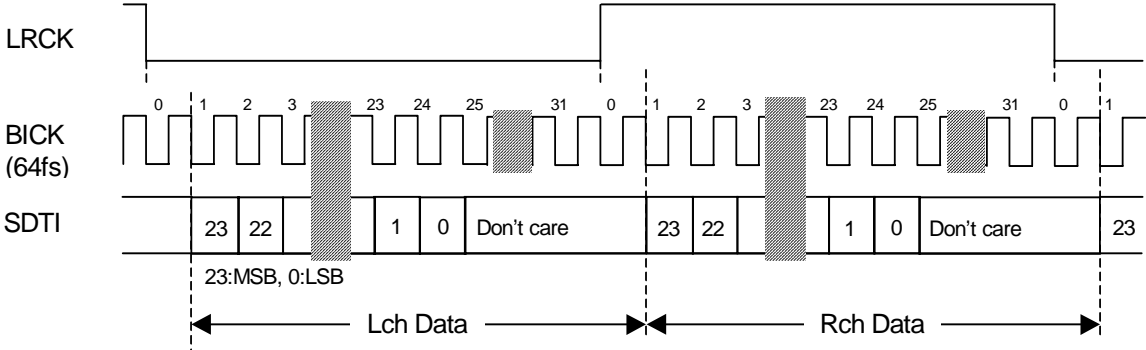 LRCK
0 1 2 3 23 24 25 31 0 1 2 3 23 24 25 31 0 1
BICK
(64fs)
SDTI 23 22 1 0 Don't care 23 22 1 0 Don't care 23
23:MSB, 0:LSB
Lch Data Rch Data